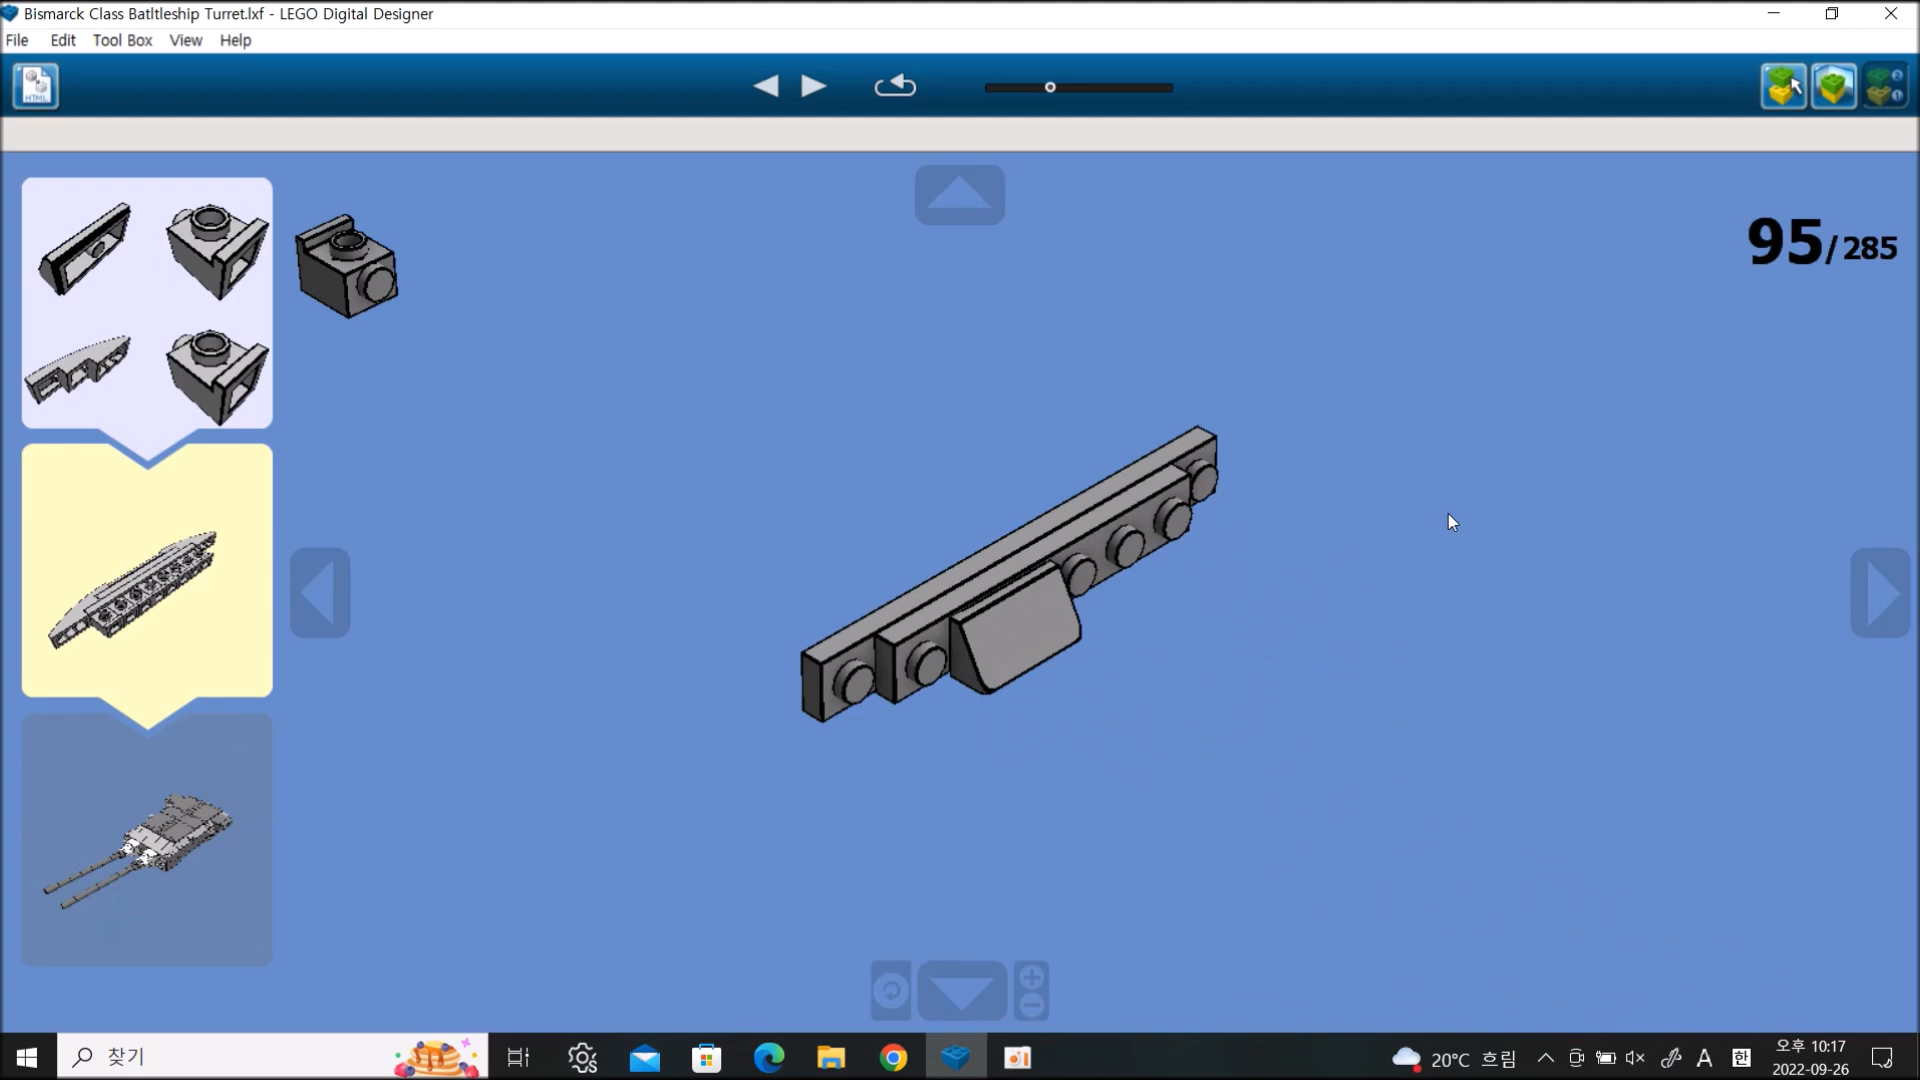 Bismarck Class Batltleship Turret.lxf - LEGO Digital Designer
File Edit Tool Box View Help
HTML
95/285
찾기
20°C 흐림
A 한
오후 10:17
2022-09-26